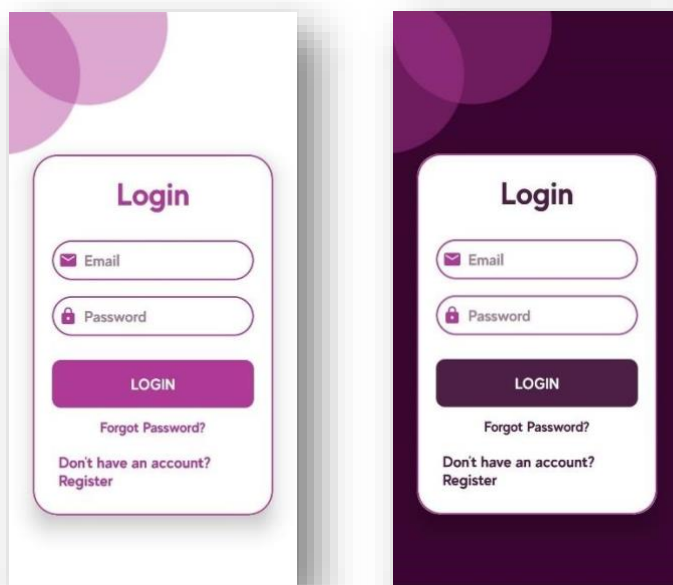 Login
Email
Password
LOGIN
Forgot Password?
Don't have an account?
Register
Login
Email
Password
LOGIN
Forgot Password?
Don't have an account?
Register